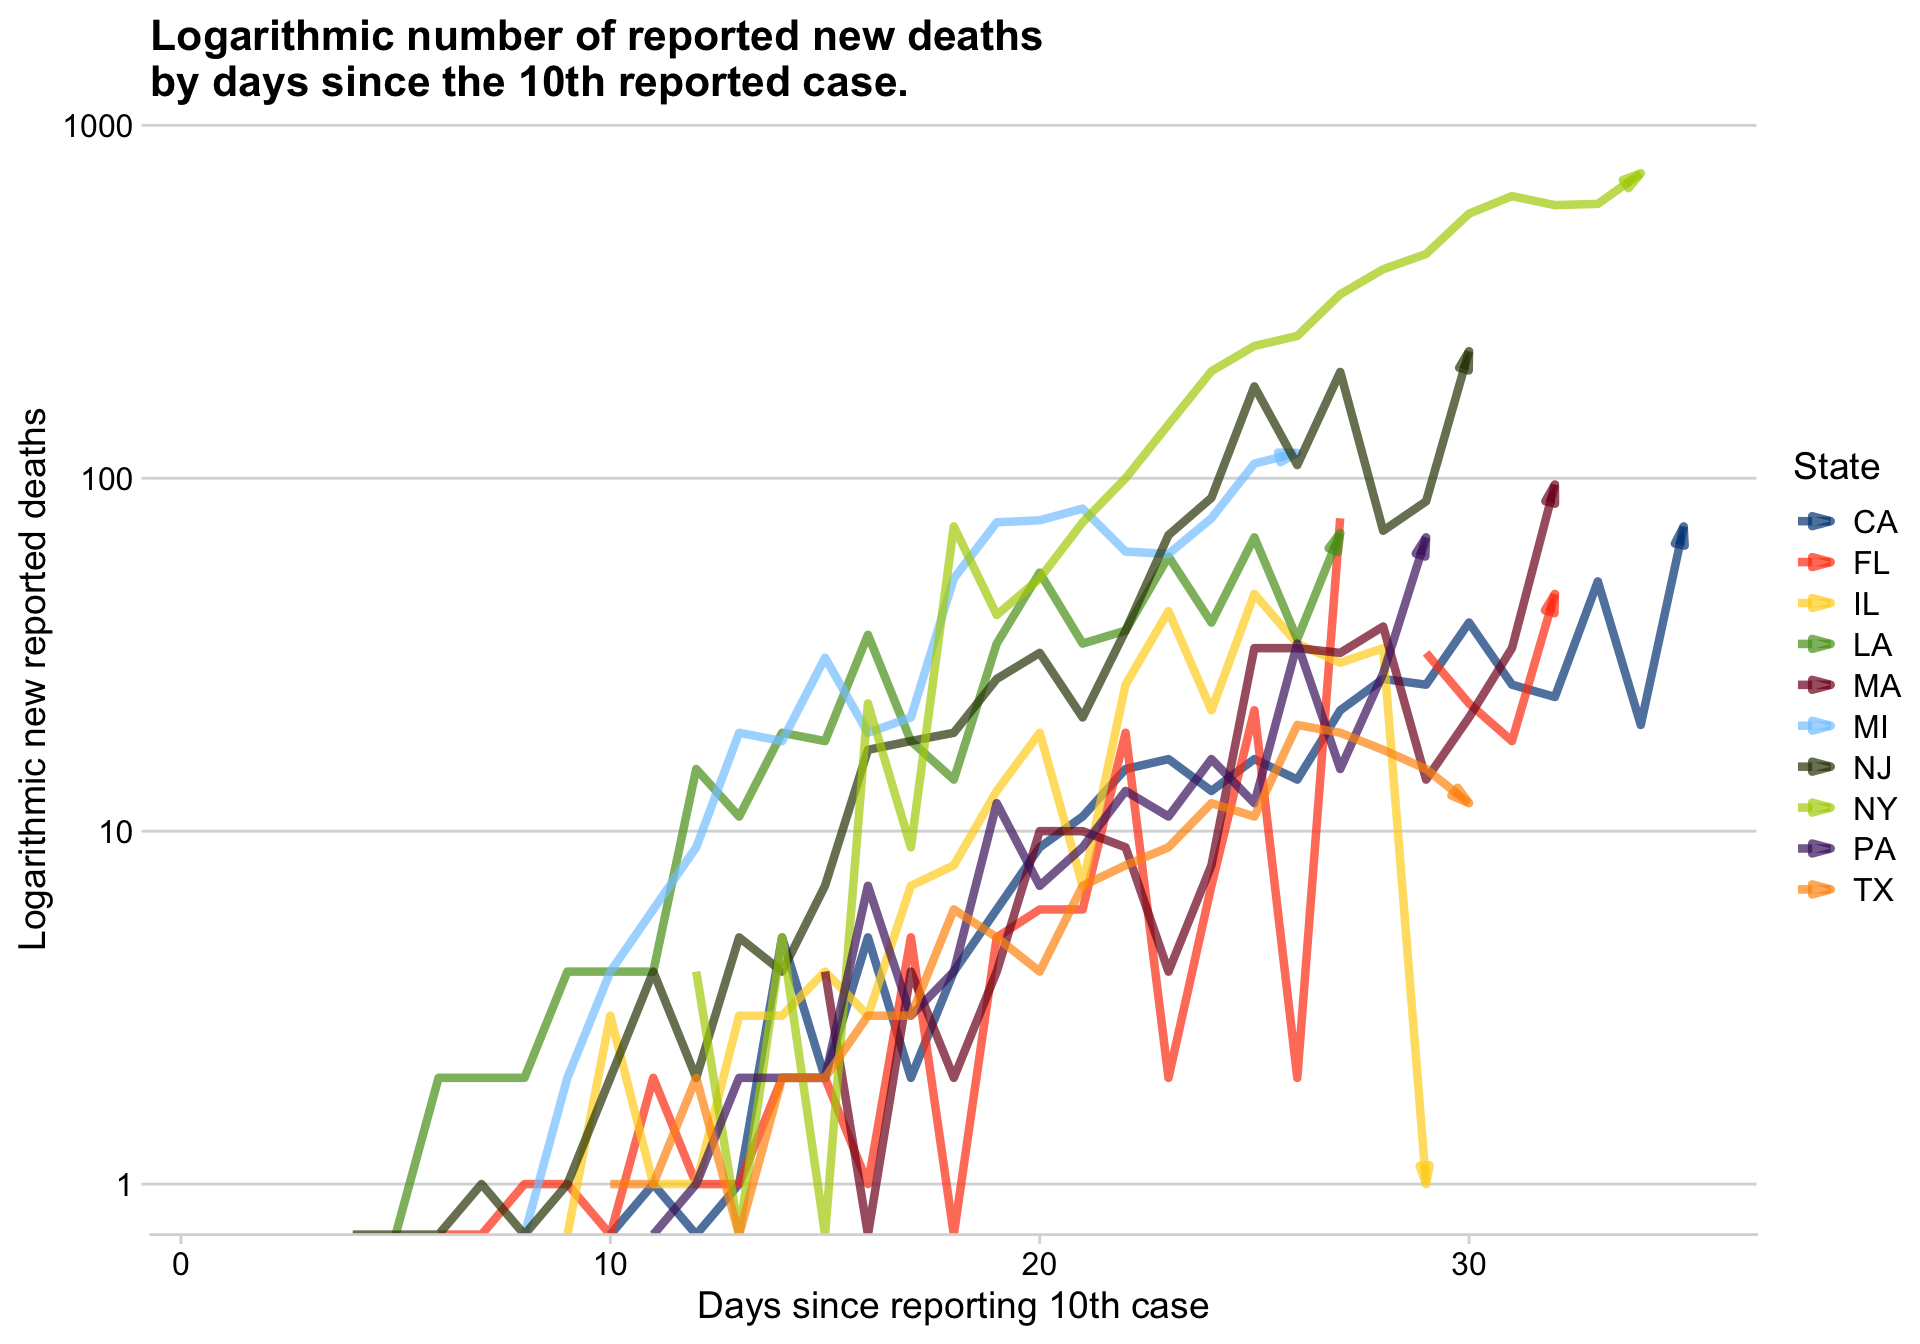 Logarithmic number of reported new deaths
by days since the 10th reported case.
1000
100
10
1
Logarithmic new reported deaths
0
10
20
30
Days since reporting 10th case
State
CA
FL
IL
LA
MA
MI
NJ
NY
PA
TX